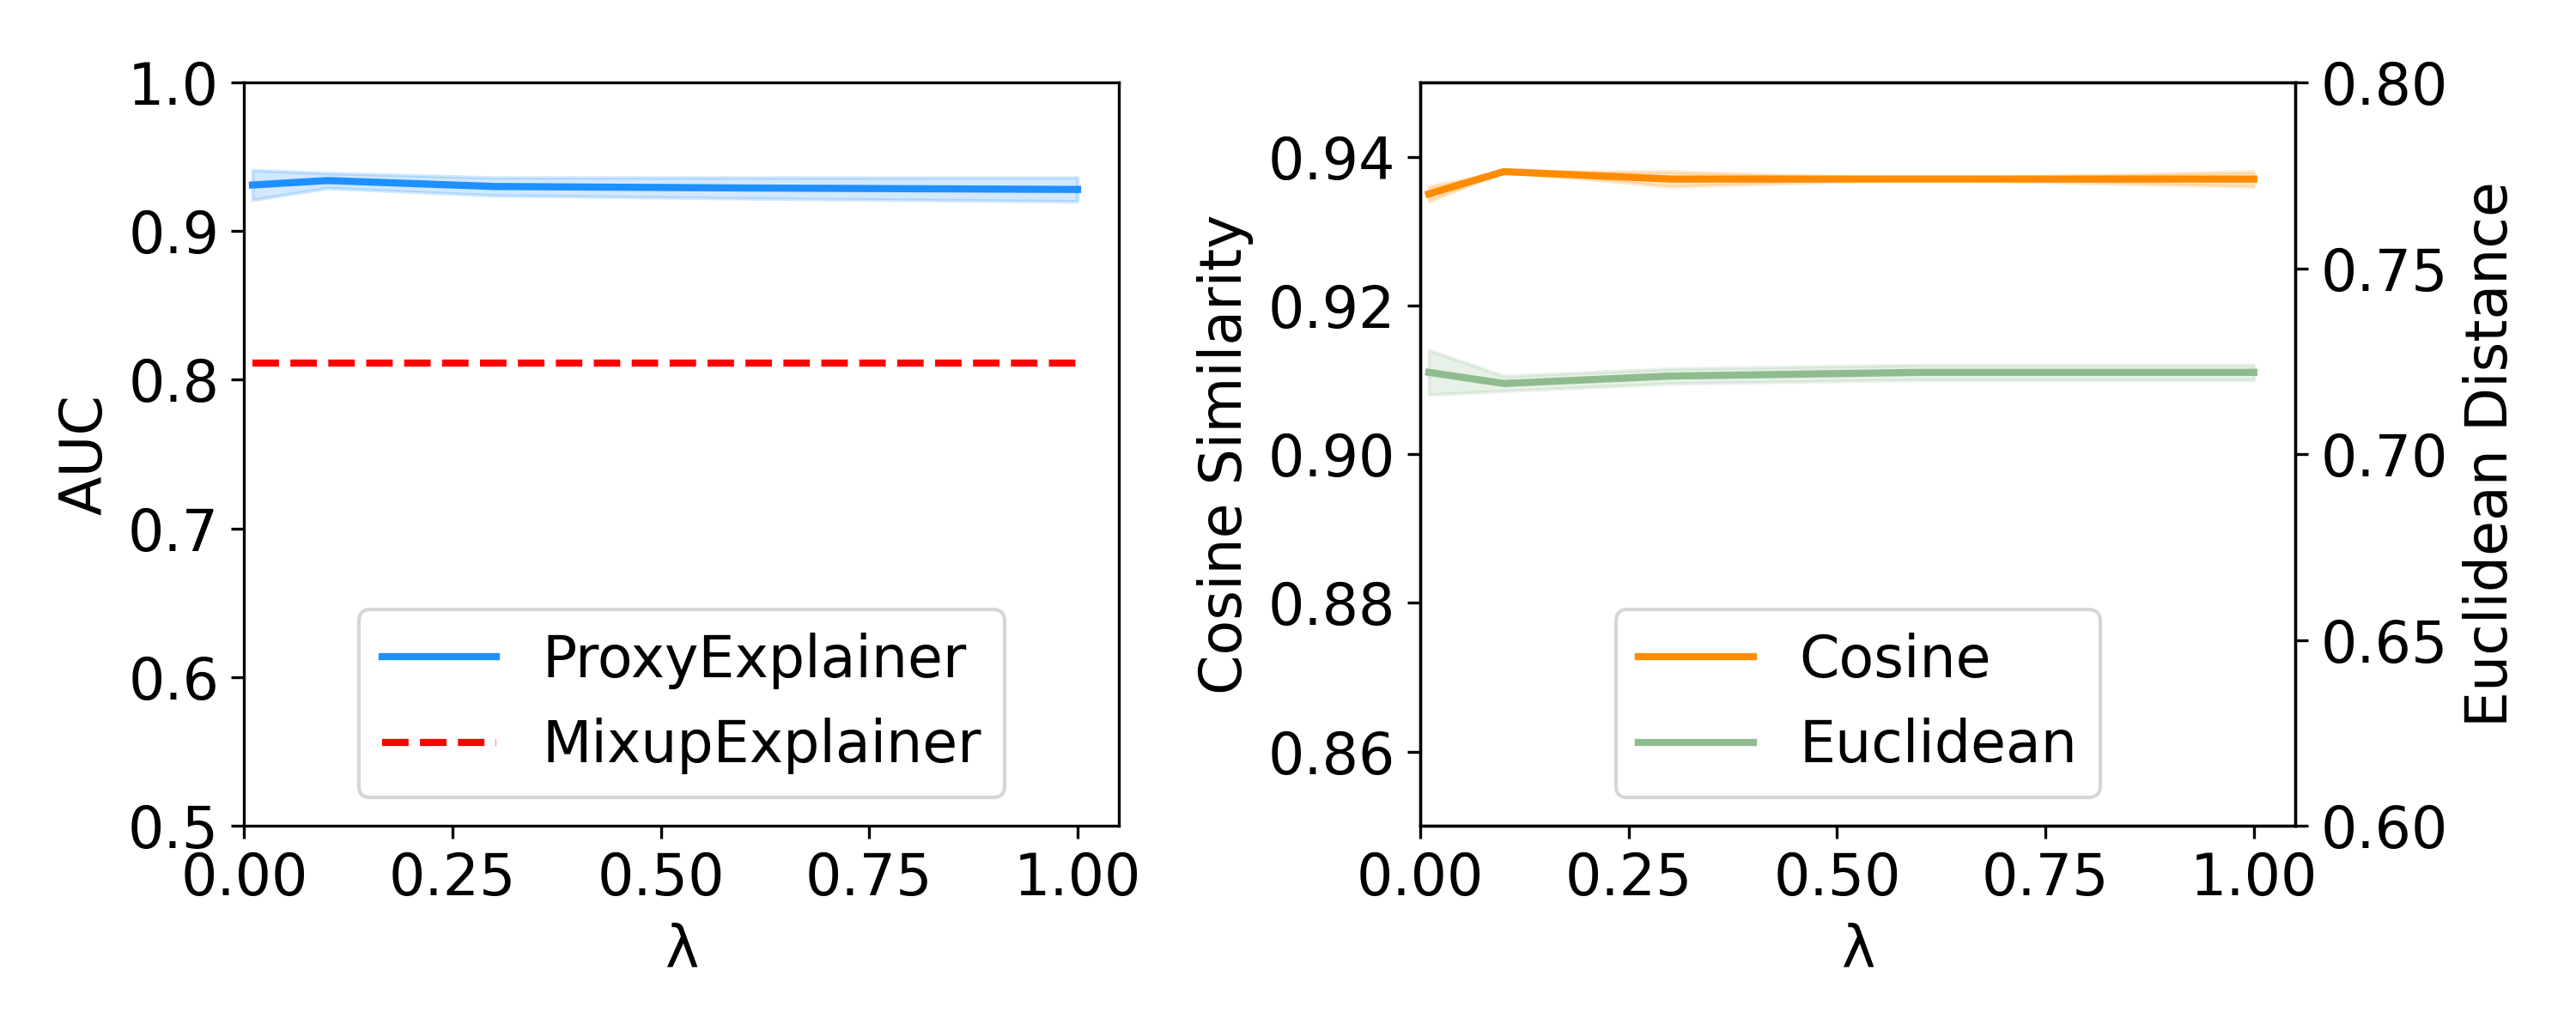 AUC
1.0
0.9
0.8
0.7
0.6
0.5
0.00 0.25 0.50 0.75 1.00
λ
ProxyExplainer
MixupExplainer
Cosine Similarity
0.94
0.92
0.90
0.88
0.86
0.00 0.25 0.50 0.75 1.00
λ
Cosine
Euclidean
0.80
0.75
0.70
0.65
0.60
Euclidean Distance